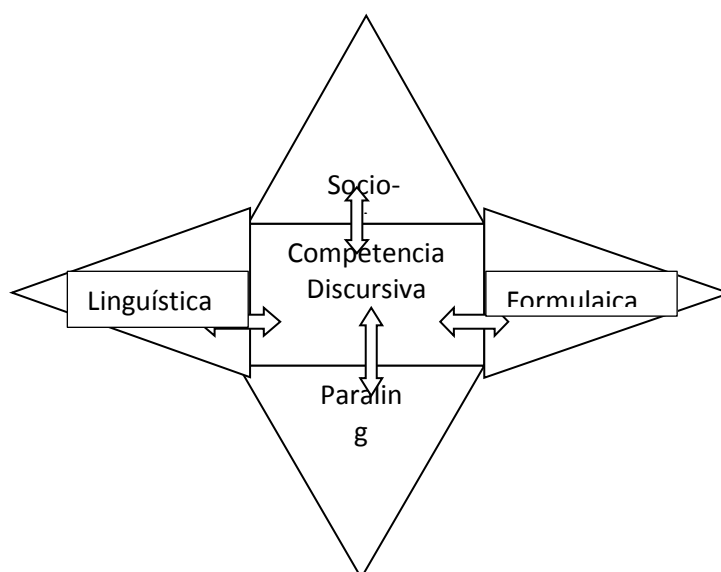 Socio-
Competencia
Discursiva
Linguística
Formulaica
Paralin
g